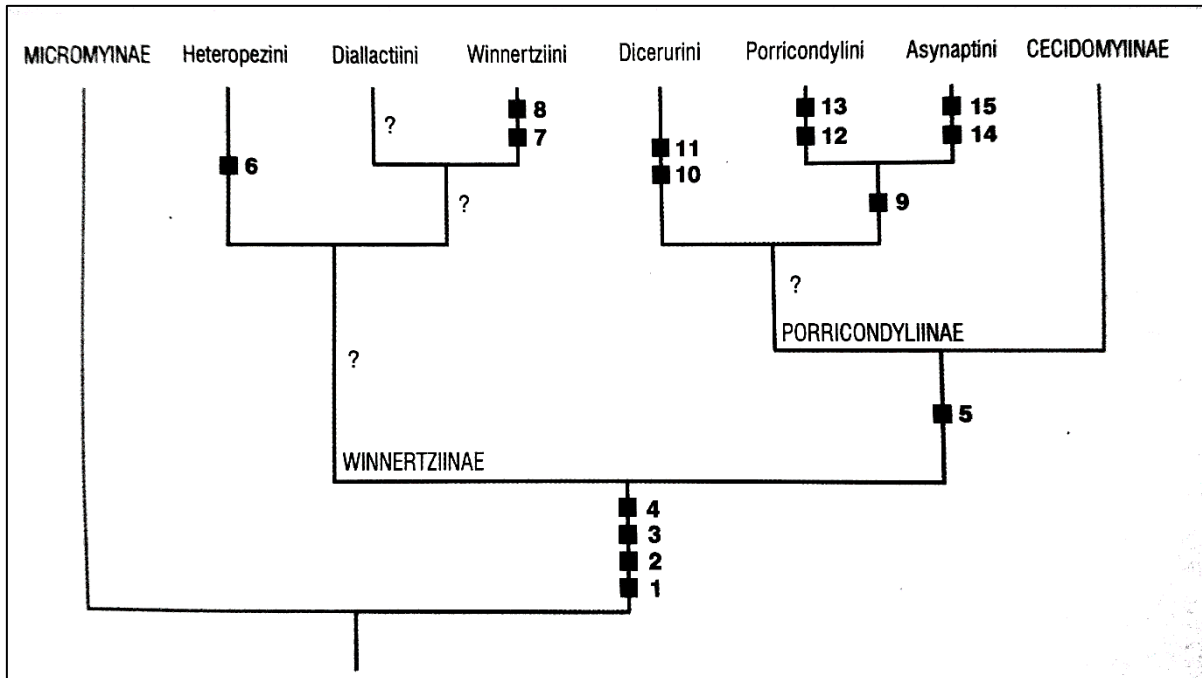 MICROMYINAE Heteropezini Diallactiini Winnertziini Dicerurini Porricondylini Asynaptini CECIDOMYIINAE
8 13 15
? 7 12 14
6 11
10
? 9
?
PORRICONDYLIINAE
?
5
WINNERTZIINAE
4
3
2
1